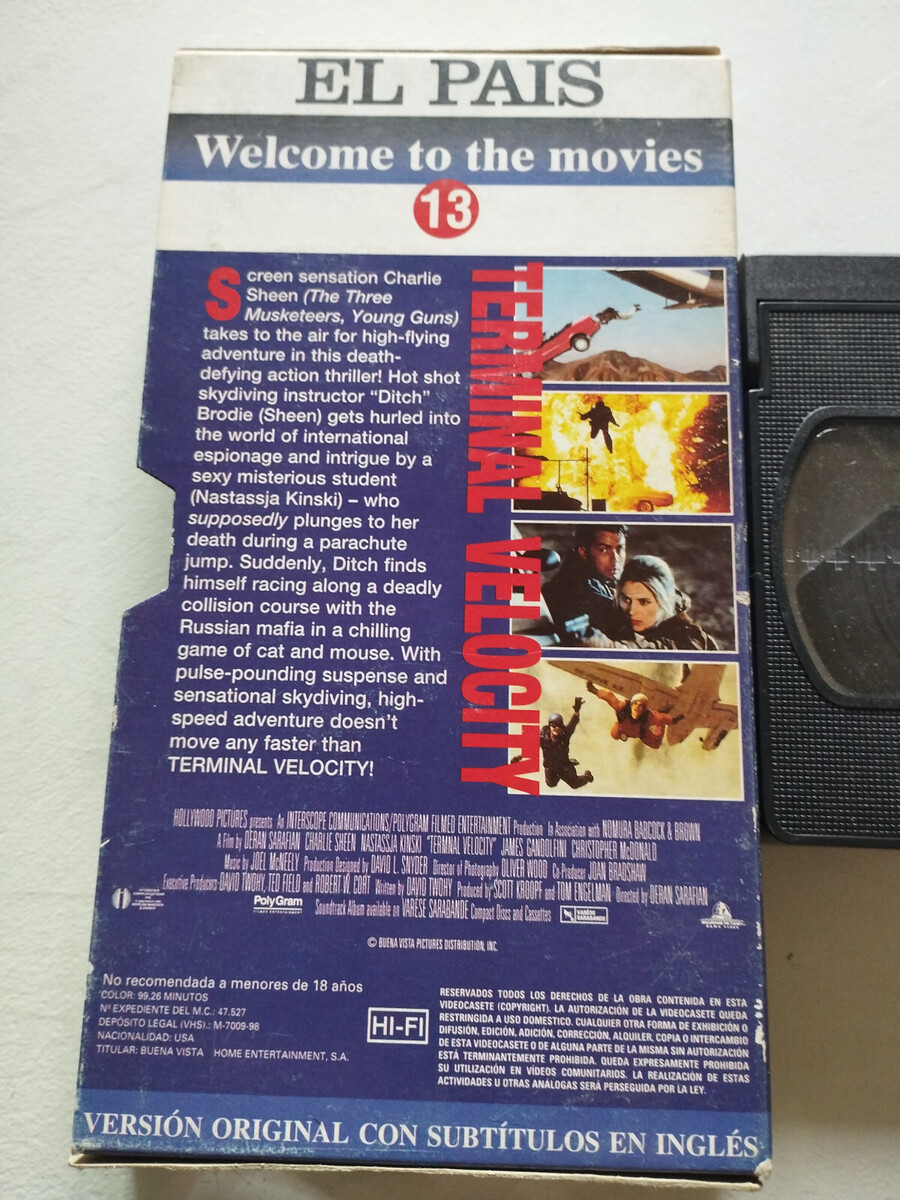 EL PAIS
Welcome to the movies
13
Screen sensation Charlie
Sheen (The Three
Musketeers, Young Guns)
takes to the air for high-flying
adventure in this death-
defying action thriller! Hot shot
skydiving instructor “Ditch”
Brodie (Sheen) gets hurled into
the world of international
espionage and intrigue by a
sexy misterious student
(Nastassja Kinski) – who
supposedly plunges to her
death during a parachute
jump. Suddenly, Ditch finds
himself racing along a deadly
collision course with the
Russian mafia in a chilling
game of cat and mouse. With
pulse-pounding suspense and
sensational skydiving, high-
speed adventure doesn't
move any faster than
TERMINAL VELOCITY!
TERMINAL VELOCITY
HOLLYWOOD PICTURES presents An INTERSCOPE COMMUNICATIONS/POLYGRAM FILMED ENTERTAINMENT Production In Association with NOMURA BABCOCK & BROWN
A Film by DERAN SARAFIAN CHARLIE SHEEN NASTASSJA KINSKI "TERMINAL VELOCITY" JAMES GANDOLFINI CHRISTOPHER McDONALD
Music by JOEL McNEELY Production Designed by DAVID L. SNYDER Director of Photography OLIVER WOOD Co-Producer JOAN BRADSHAW
Executive Producers DAVID TWOHY, TED FIELD and ROBERT W. CORT Written by DAVID TWOHY Produced by SCOTT KROOPF and TOM ENGELMAN Directed by DERAN SARAFIAN
PolyGram
FILMED ENTERTAINMENT
Soundtrack Album available on VARESE SARABANDE Compact Discs and Cassettes
VARÈSE
SARABANDE
© BUENA VISTA PICTURES DISTRIBUTION, INC.
No recomendada a menores de 18 años
COLOR: 99,26 MINUTOS
Nº EXPEDIENTE DEL M.C.: 47.527
DEPÓSITO LEGAL (VHS).: M-7009-98
NACIONALIDAD: USA
TITULAR: BUENA VISTA HOME ENTERTAINMENT, S.A.
HI-FI
RESERVADOS TODOS LOS DERECHOS DE LA OBRA CONTENIDA EN ESTA
VIDEOCASETE (COPYRIGHT). LA AUTORIZACIÓN DE LA VIDEOCASETE QUEDA
RESTRINGIDA A USO DOMESTICO. CUALQUIER OTRA FORMA DE EXHIBICIÓN O
DIFUSIÓN, EDICIÓN, ADICIÓN, CORRECCIÓN, ALQUILER, COPIA O INTERCAMBIO
DE ESTA VIDEOCASETE O DE ALGUNA PARTE DE LA MISMA SIN AUTORIZACIÓN
ESTÁ TERMINANTEMENTE PROHIBIDA. QUEDA EXPRESAMENTE PROHIBIDA
SU UTILIZACIÓN EN VÍDEOS COMUNITARIOS. LA REALIZACIÓN DE ESTAS
ACTIVIDADES U OTRAS ANÁLOGAS SERÁ PERSEGUIDA POR LA LEY.
VERSIÓN ORIGINAL CON SUBTÍTULOS EN INGLÉS